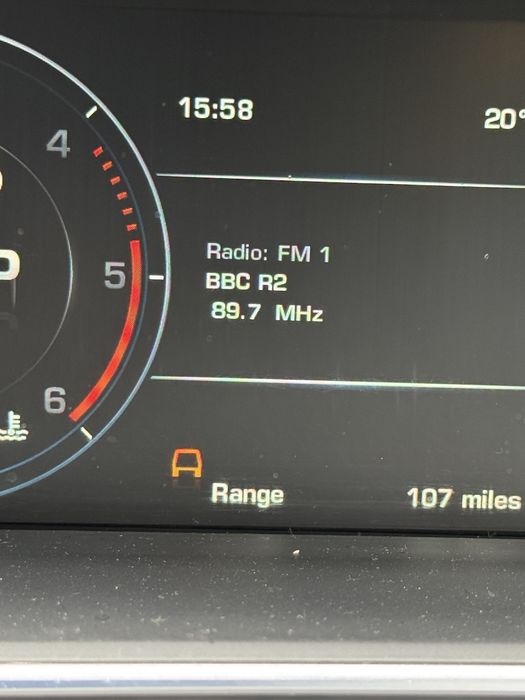 15:58
20°
4
5
6
Radio: FM 1
BBC R2
89.7 MHz
Range
107 miles